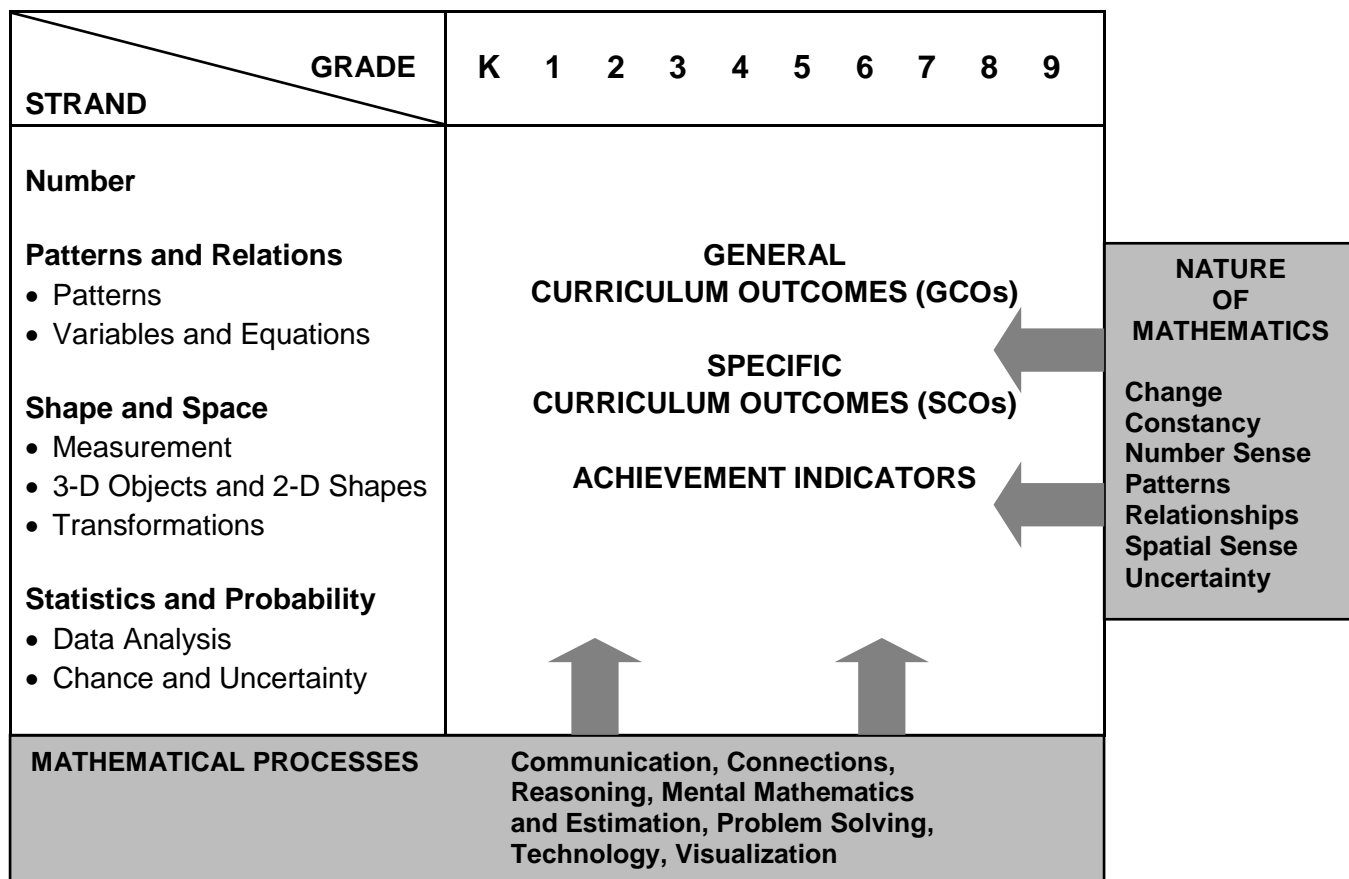 GRADE
STRAND
K 1 2 3 4 5 6 7 8 9
Number
Patterns and Relations
• Patterns
• Variables and Equations
Shape and Space
• Measurement
• 3-D Objects and 2-D Shapes
• Transformations
Statistics and Probability
• Data Analysis
• Chance and Uncertainty
GENERAL
CURRICULUM OUTCOMES (GCOs)
SPECIFIC
CURRICULUM OUTCOMES (SCOs)
ACHIEVEMENT INDICATORS
NATURE
OF
MATHEMATICS
Change
Constancy
Number Sense
Patterns
Relationships
Spatial Sense
Uncertainty
MATHEMATICAL PROCESSES
Communication, Connections,
Reasoning, Mental Mathematics
and Estimation, Problem Solving,
Technology, Visualization